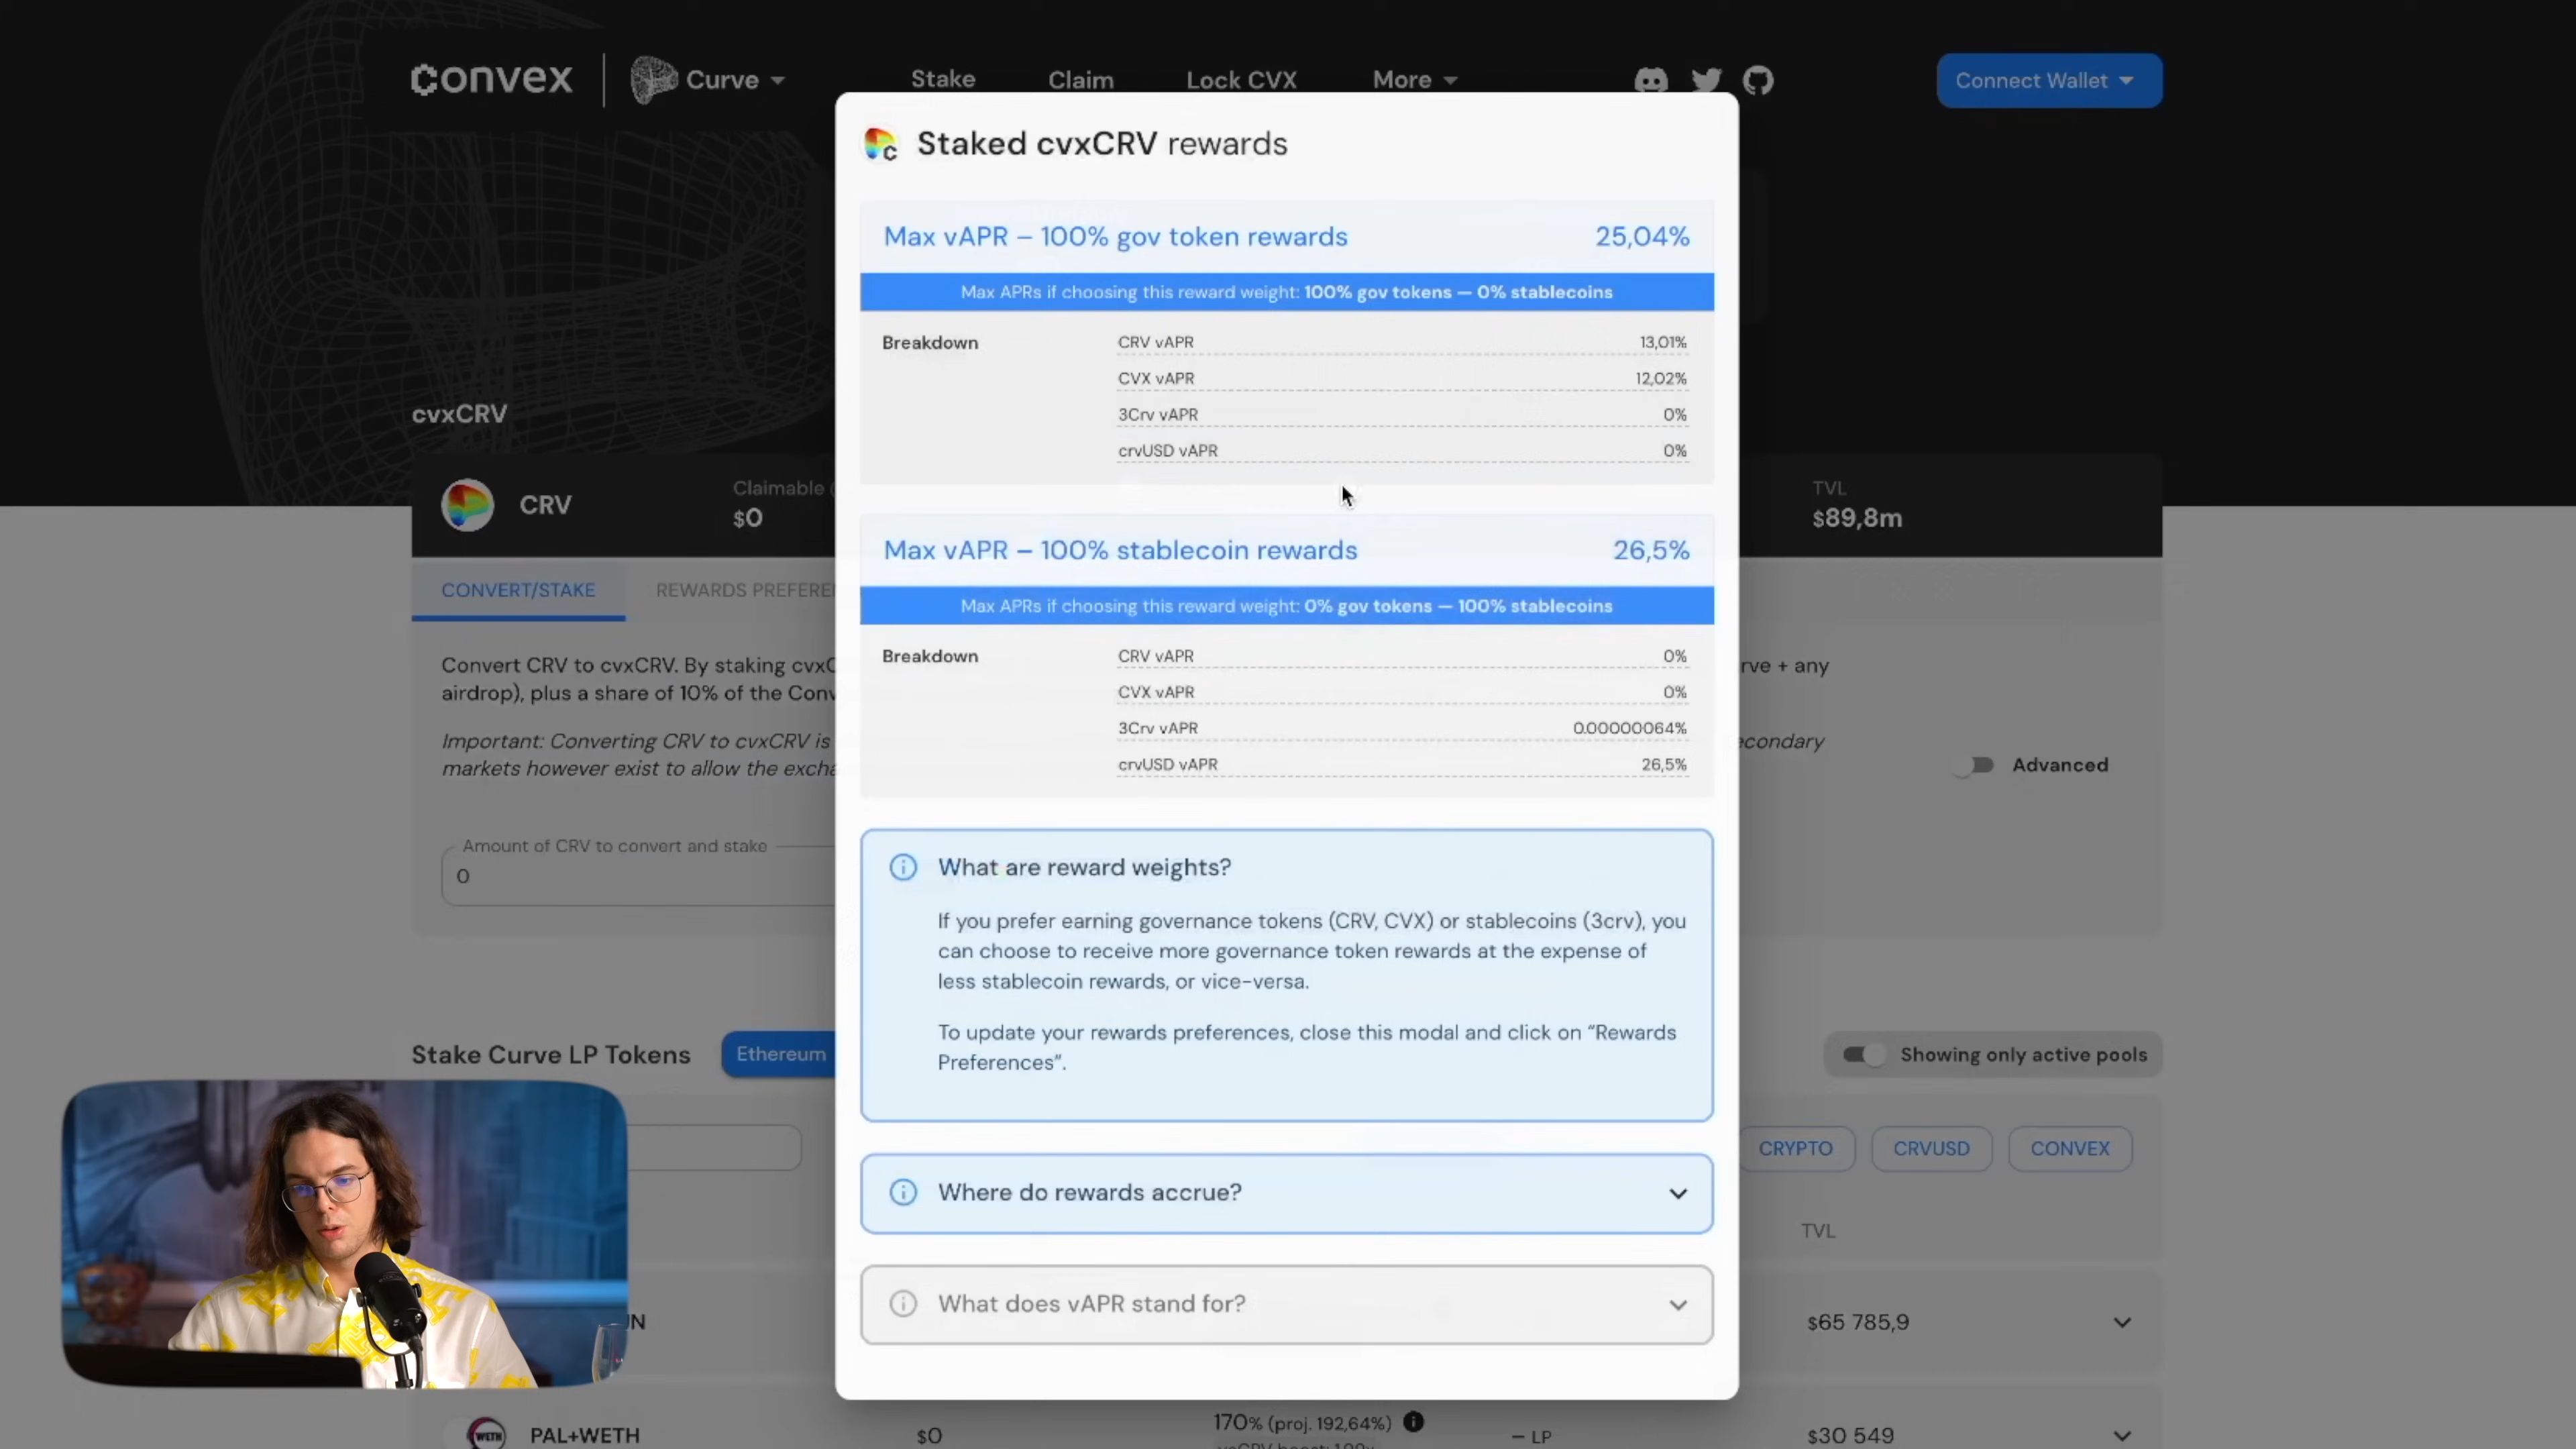 convex
Curve
Stake
Claim
Lock CVX
More
Connect Wallet
Staked cvxCRV rewards
Max vAPR – 100% gov token rewards 25,04%
Max APRs if choosing this reward weight: 100% gov tokens — 0% stablecoins
Breakdown
CRV vAPR 13,01%
CVX vAPR 12,02%
3Crv vAPR 0%
crvUSD vAPR 0%
Max vAPR – 100% stablecoin rewards 26,5%
Max APRs if choosing this reward weight: 0% gov tokens — 100% stablecoins
Breakdown
CRV vAPR 0%
CVX vAPR 0%
3Crv vAPR 0.00000064%
crvUSD vAPR 26,5%
What are reward weights?
If you prefer earning governance tokens (CRV, CVX) or stablecoins (3crv), you
can choose to receive more governance token rewards at the expense of
less stablecoin rewards, or vice-versa.
To update your rewards preferences, close this modal and click on “Rewards
Preferences”.
Where do rewards accrue?
What does vAPR stand for?
cvxCRV
CRV
Claimable (
$0
TVL
$89,8m
CONVERT/STAKE
REWARDS PREFEREN
Convert CRV to cvxCRV. By staking cvxC
rve + any
airdrop), plus a share of 10% of the Conv
Important: Converting CRV to cvxCRV is
econdary
markets however exist to allow the excha
Advanced
Amount of CRV to convert and stake
0
Stake Curve LP Tokens
Ethereum
Showing only active pools
CRYPTO
CRVUSD
CONVEX
TVL
$65 785,9
PAL+WETH
WETH
$0
170% (proj. 192,64%)
– LP
$30 549